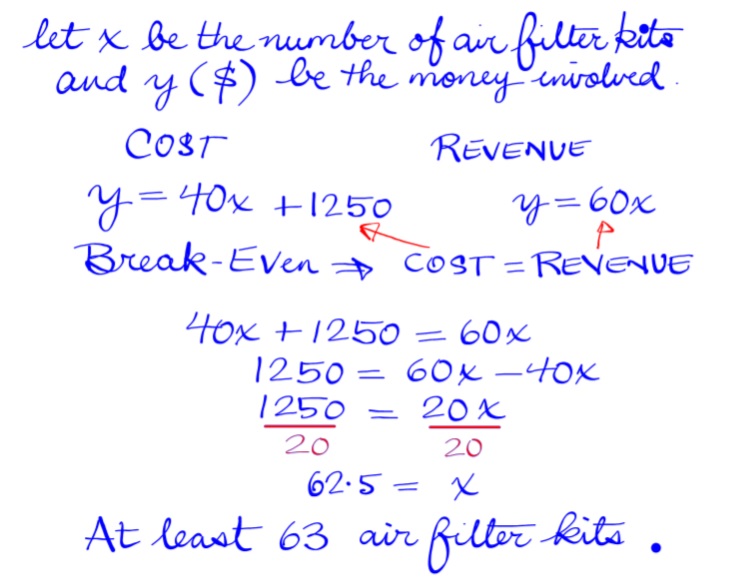 let x be the number of air filter kits
and y ($) be the money involved.
COST REVENUE
y = 40x + 1250 y = 60x
Break-Even ⇒ COST = REVENUE
40x + 1250 = 60x
1250 = 60x - 40x
1250 = 20x
20 20
62.5 = x
At least 63 air filter kits.